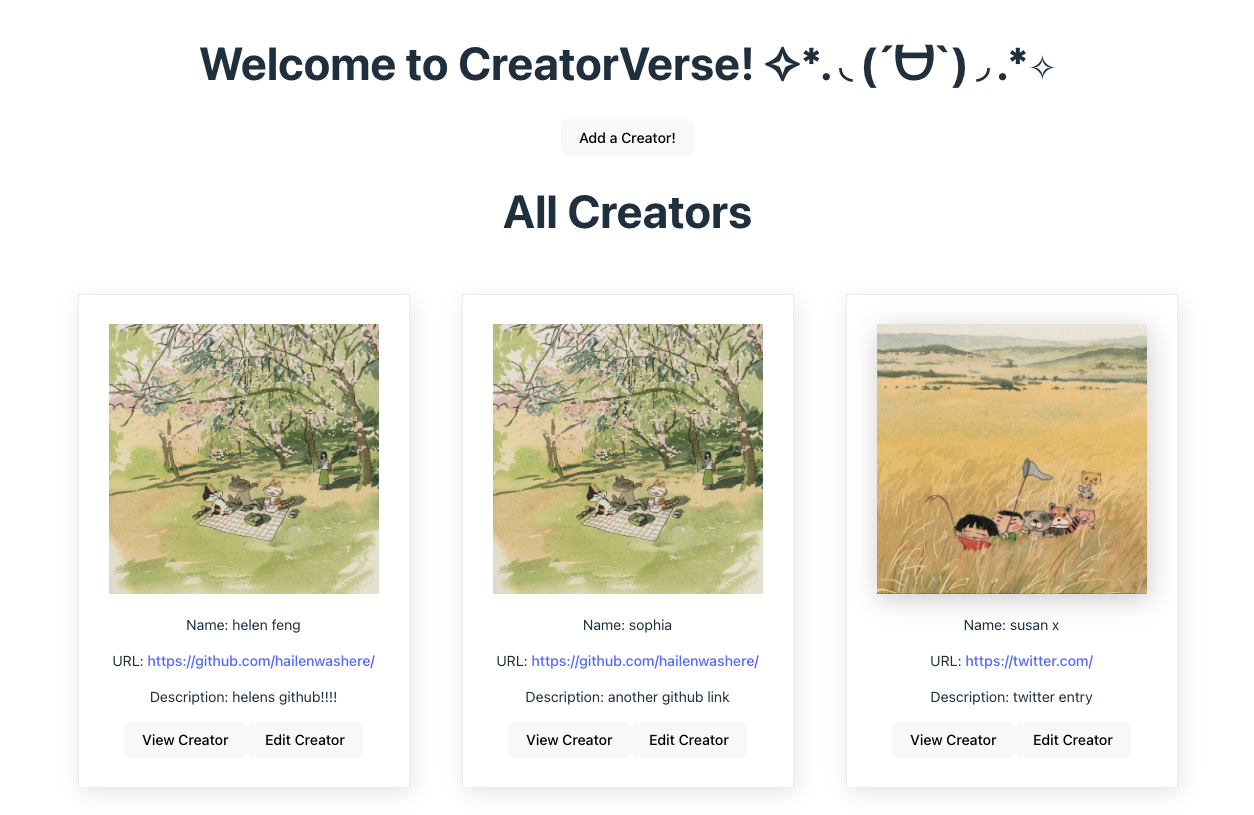 Welcome to CreatorVerse! ✧*.◟(ˊᗨˋ)◞.*✧
Add a Creator!
All Creators
Name: helen feng
URL: https://github.com/hailenwashere/
Description: helens github!!!!
View Creator Edit Creator
Name: sophia
URL: https://github.com/hailenwashere/
Description: another github link
View Creator Edit Creator
Name: susan x
URL: https://twitter.com/
Description: twitter entry
View Creator Edit Creator